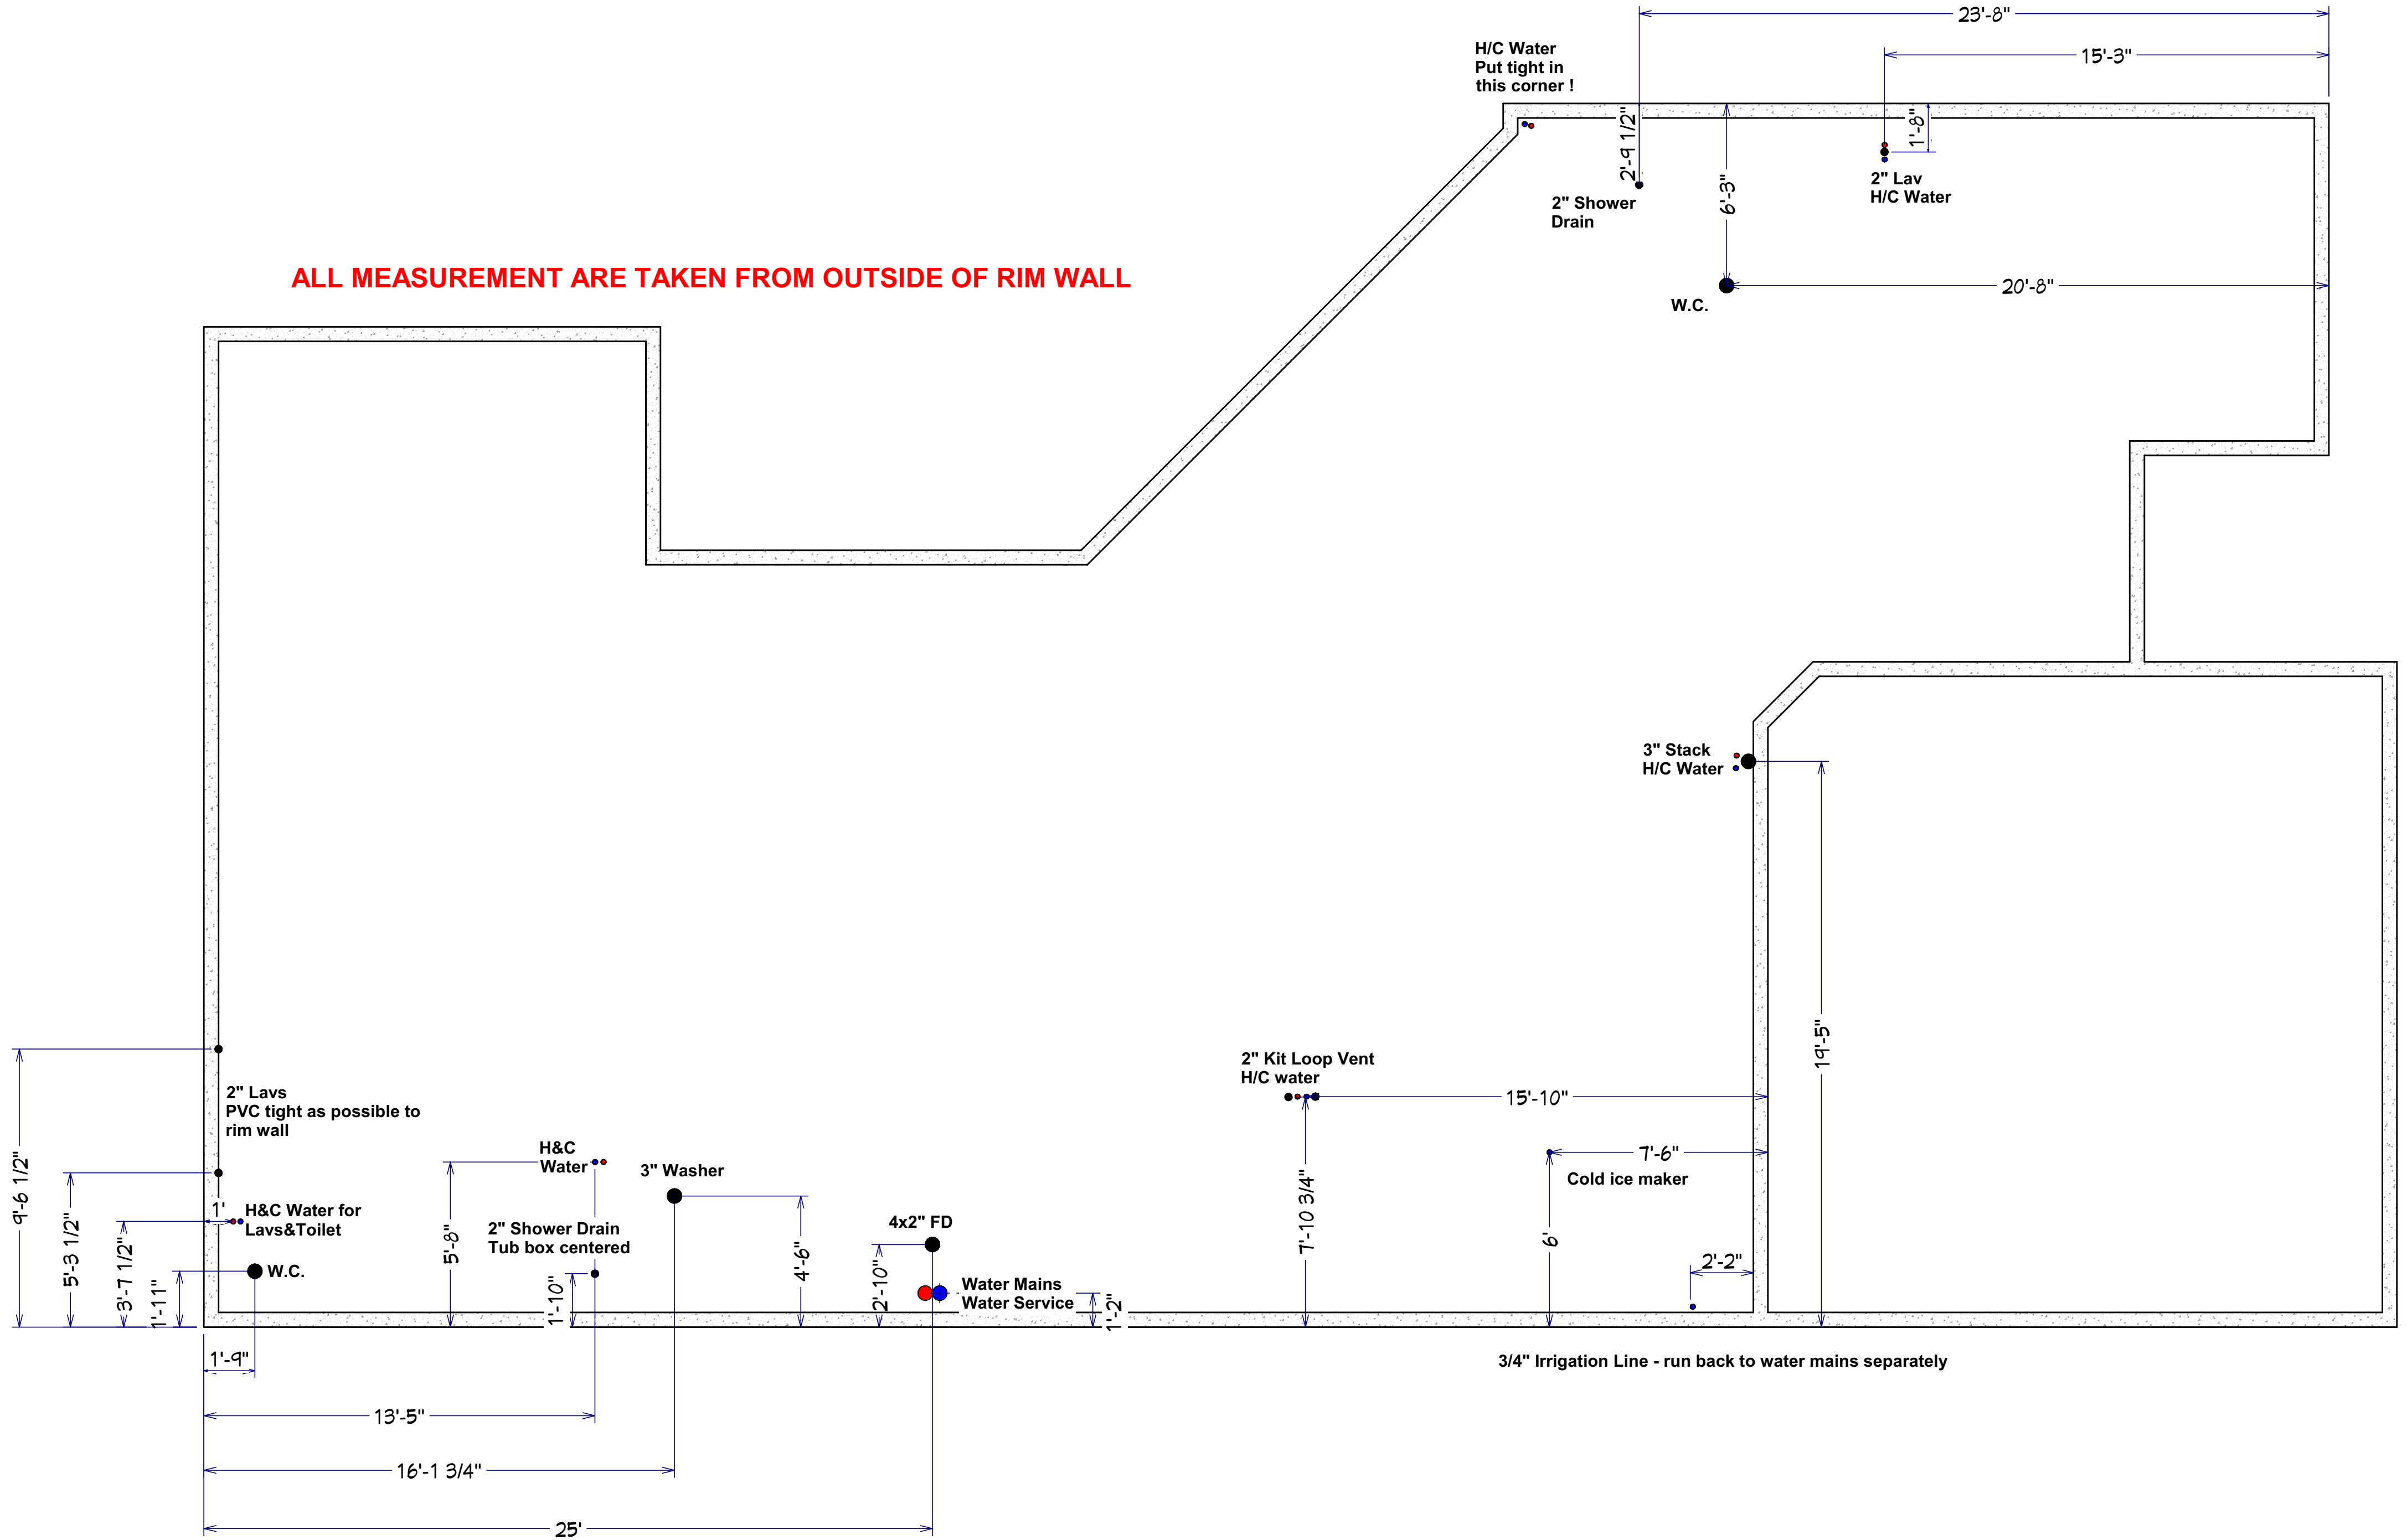 23'-8"
15'-3"
H/C Water
Put tight in
this corner !
2'-9 1/2"
6'-3"
1'-8"
2" Lav
H/C Water
2" Shower
Drain
20'-8"
W.C.
ALL MEASUREMENT ARE TAKEN FROM OUTSIDE OF RIM WALL
3" Stack
H/C Water
19'-5"
2" Kit Loop Vent
H/C water
15'-10"
7'-10 3/4"
7'-6"
Cold ice maker
6'
2'-2"
9'-6 1/2"
5'-3 1/2"
3'-7 1/2"
1'-11"
2" Lavs
PVC tight as possible to
rim wall
1'
H&C Water for
Lavs&Toilet
W.C.
5'-8"
H&C
Water
2" Shower Drain
Tub box centered
1'-10"
3" Washer
4'-6"
4x2" FD
2'-10"
Water Mains
Water Service
1'-2"
3/4" Irrigation Line - run back to water mains separately
1'-9"
13'-5"
16'-1 3/4"
25'